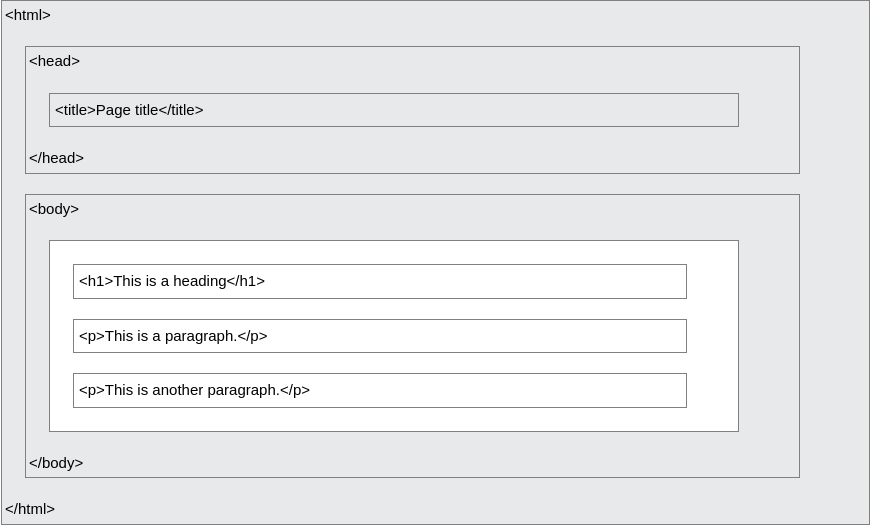 <html>
<head>
<title>Page title</title>
</head>
<body>
<h1>This is a heading</h1>
<p>This is a paragraph.</p>
<p>This is another paragraph.</p>
</body>
</html>